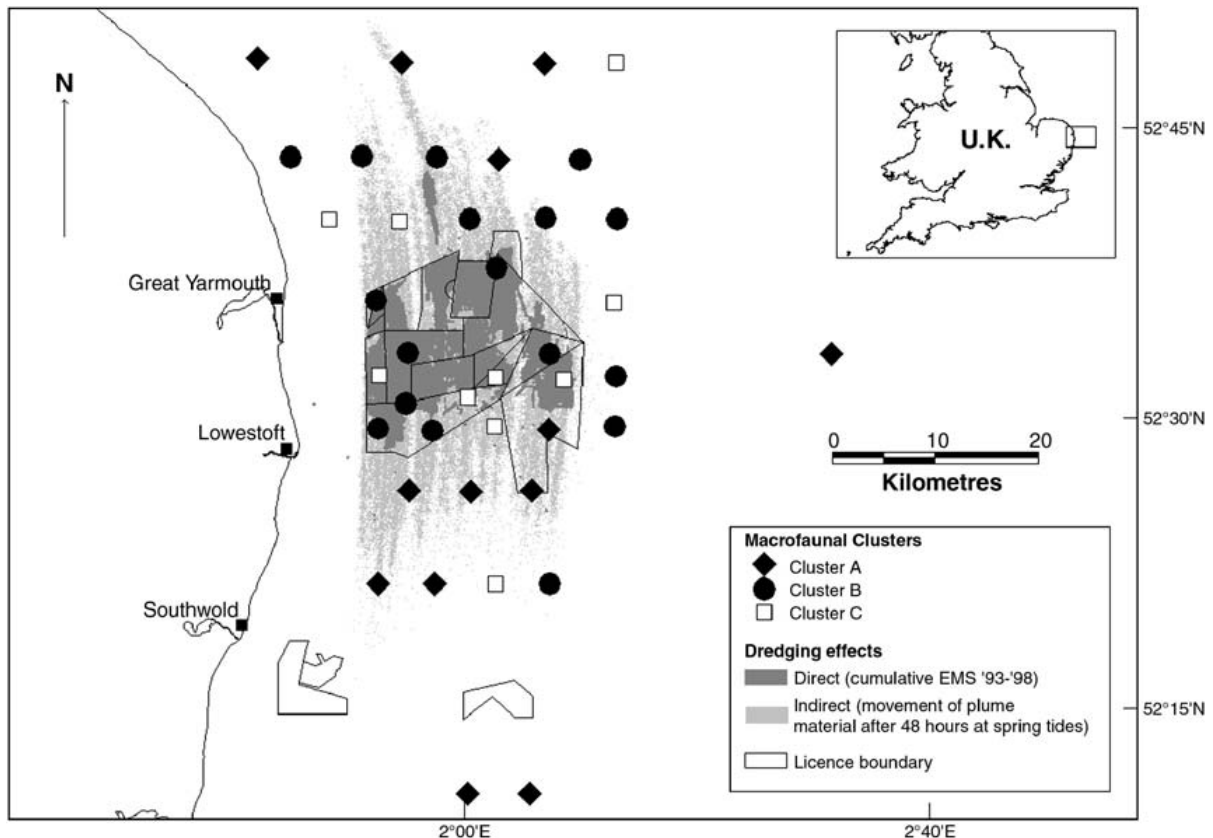 N
U.K.
52°45'N
Great Yarmouth
Lowestoft
52°30'N
0 10 20
Kilometres
Macrofaunal Clusters
Cluster A
Cluster B
Cluster C
Southwold
Dredging effects
Direct (cumulative EMS '93-'98)
Indirect (movement of plume
material after 48 hours at spring tides)
Licence boundary
52°15'N
2°00'E
2°40'E